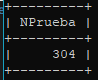 +---------+
| NPrueba |
+---------+
|     304 |
+---------+